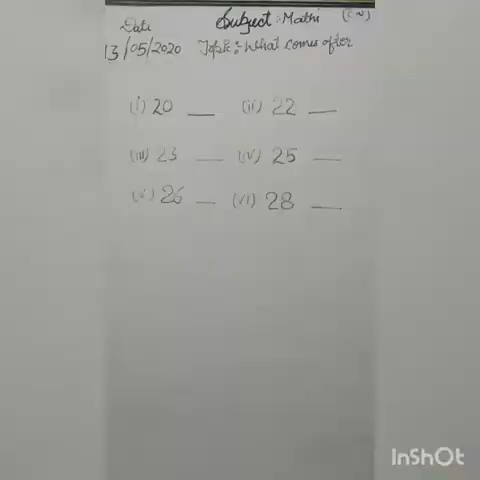 Date Subject :- Maths (C W)
13/05/2020 Topic :- What comes after
(i) 20 __ (ii) 22 __
(iii) 23 __ (iv) 25 __
(v) 26 __ (vi) 28 __
InShOt